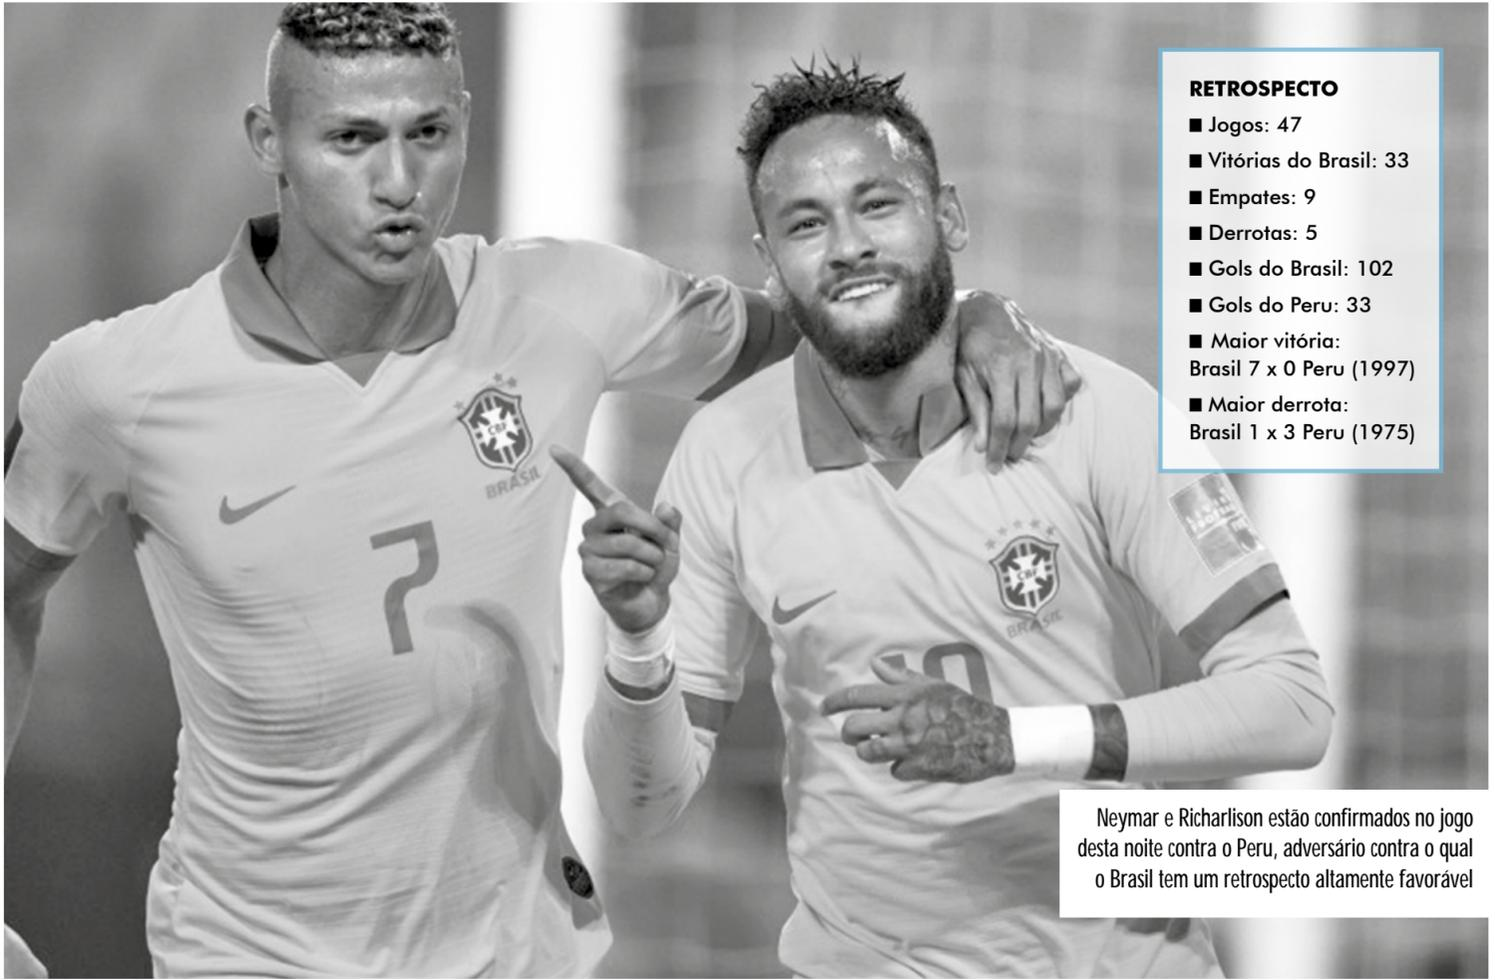 RETROSPECTO
■ Jogos: 47
■ Vitórias do Brasil: 33
■ Empates: 9
■ Derrotas: 5
■ Gols do Brasil: 102
■ Gols do Peru: 33
■ Maior vitória:
Brasil 7 x 0 Peru (1997)
■ Maior derrota:
Brasil 1 x 3 Peru (1975)
CBF
BRASIL
7
CBF
BRASIL
10
Neymar e Richarlison estão confirmados no jogo
desta noite contra o Peru, adversário contra o qual
o Brasil tem um retrospecto altamente favorável